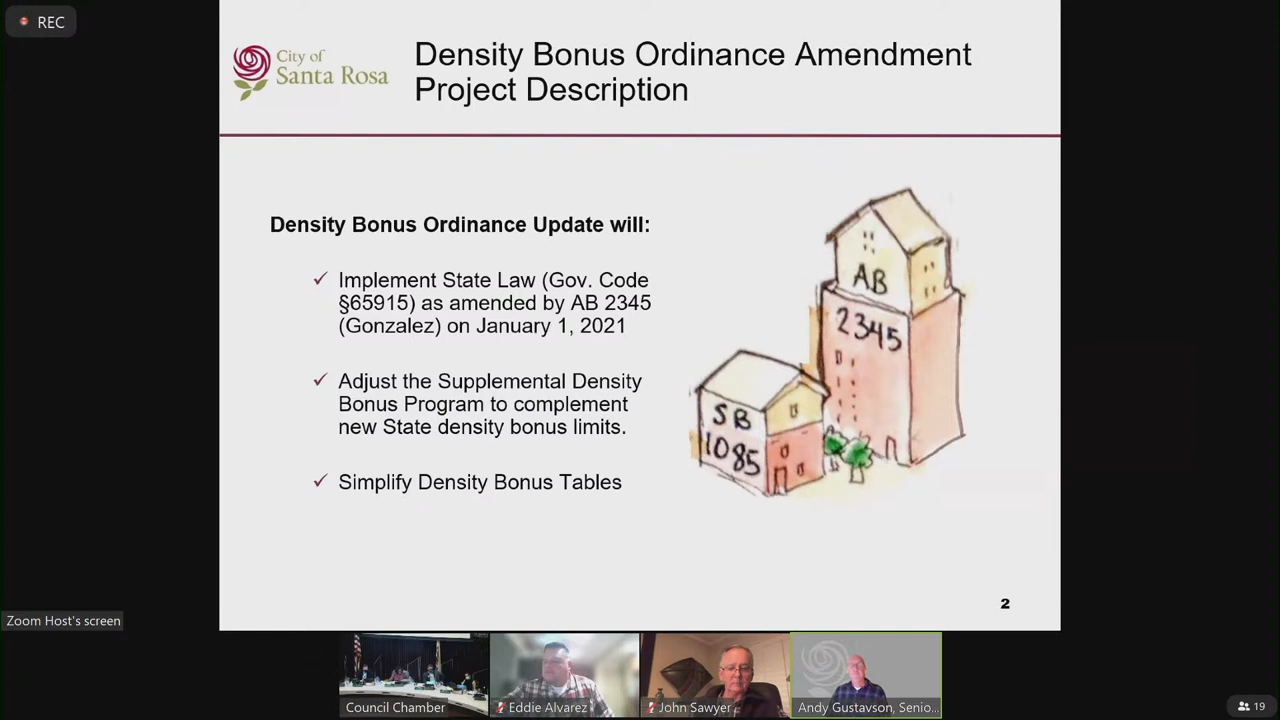 REC
City of
Santa Rosa
Density Bonus Ordinance Amendment
Project Description
Density Bonus Ordinance Update will:
✓ Implement State Law (Gov. Code
§65915) as amended by AB 2345
(Gonzalez) on January 1, 2021
✓ Adjust the Supplemental Density
Bonus Program to complement
new State density bonus limits.
✓ Simplify Density Bonus Tables
AB
2345
SB
1085
2
Zoom Host's screen
Council Chamber
Eddie Alvarez
John Sawyer
Andy Gustavson, Senio...
19